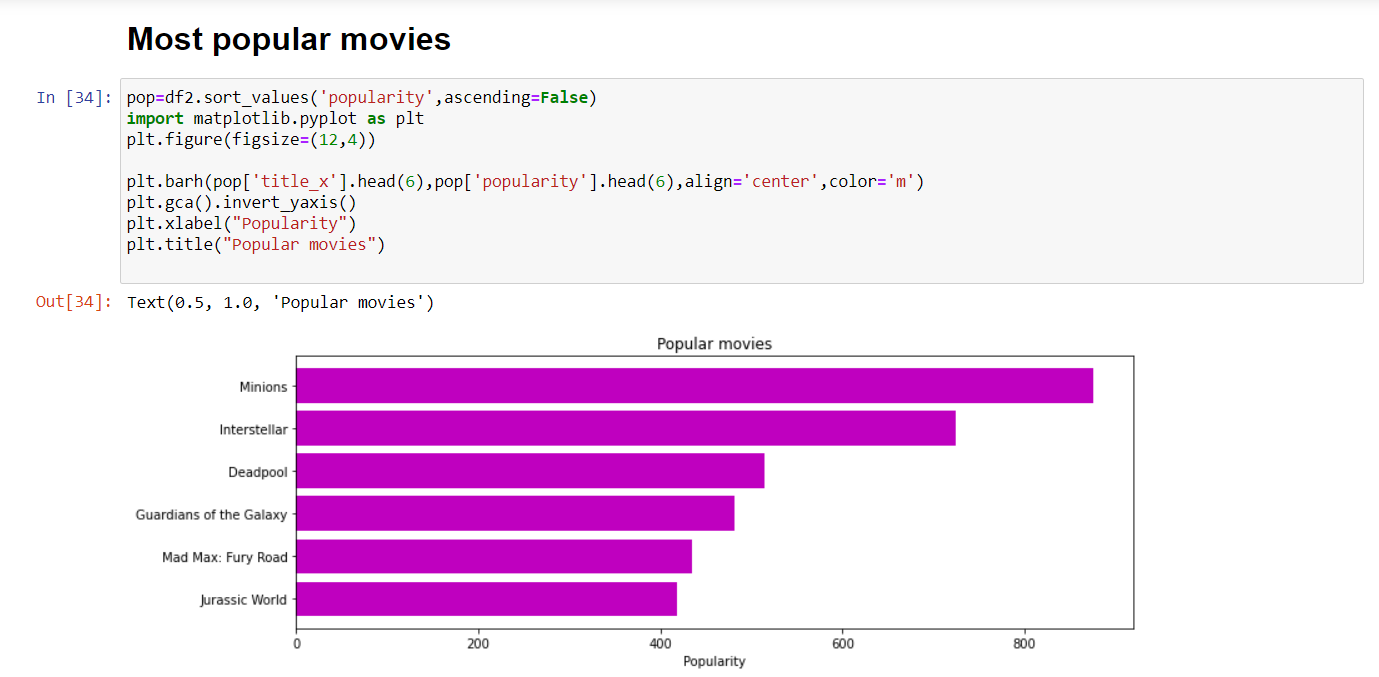 Most popular movies
In [34]: pop=df2.sort_values('popularity',ascending=False)
import matplotlib.pyplot as plt
plt.figure(figsize=(12,4))
plt.barh(pop['title_x'].head(6),pop['popularity'].head(6),align='center',color='m')
plt.gca().invert_yaxis()
plt.xlabel("Popularity")
plt.title("Popular movies")
Out[34]: Text(0.5, 1.0, 'Popular movies')
Popular movies
Minions
Interstellar
Deadpool
Guardians of the Galaxy
Mad Max: Fury Road
Jurassic World
0 200 400 600 800
Popularity